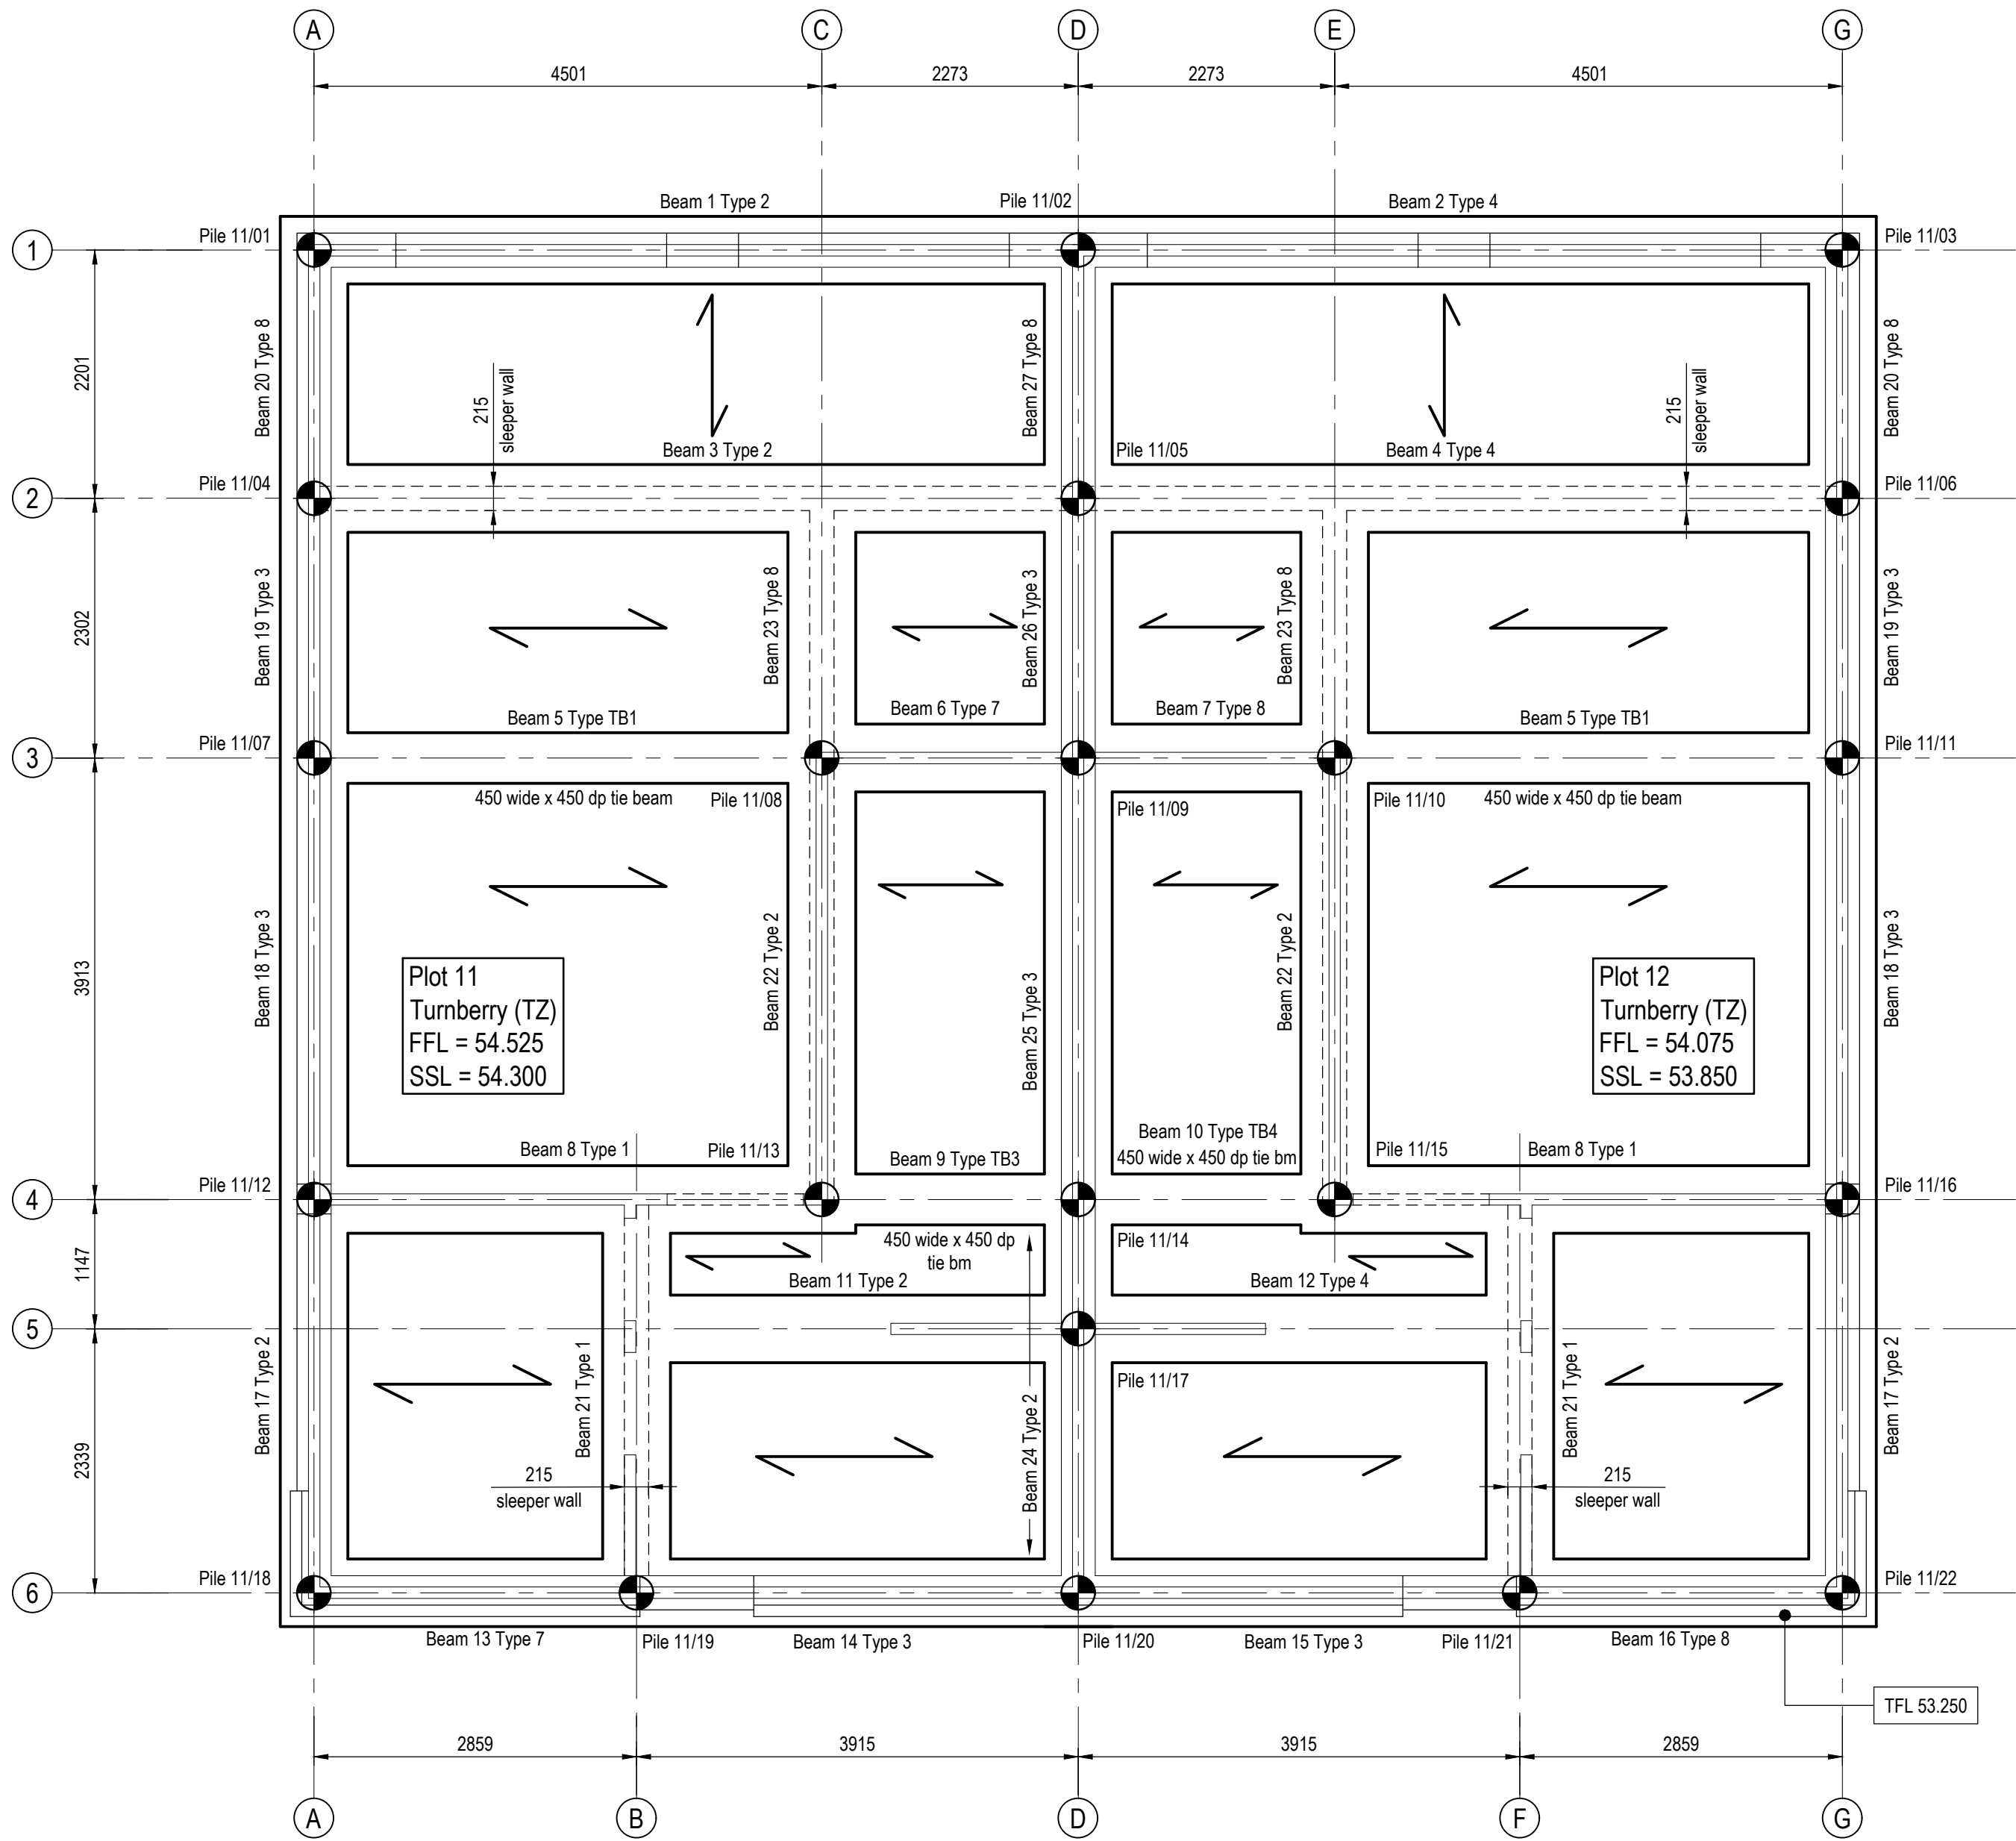 A
C
D
E
G
4501
2273
2273
4501
Beam 1 Type 2
Pile 11/02
Beam 2 Type 4
Pile 11/01
Pile 11/03
1
Beam 20 Type 8
Beam 27 Type 8
Beam 20 Type 8
2201
215
sleeper wall
215
sleeper wall
Beam 3 Type 2
Pile 11/05
Beam 4 Type 4
Pile 11/04
Pile 11/06
2
Beam 19 Type 3
Beam 23 Type 8
Beam 26 Type 3
Beam 23 Type 8
Beam 19 Type 3
2302
Beam 5 Type TB1
Beam 6 Type 7
Beam 7 Type 8
Beam 5 Type TB1
Pile 11/07
Pile 11/11
3
450 wide x 450 dp tie beam
Pile 11/08
Pile 11/09
Pile 11/10
450 wide x 450 dp tie beam
3913
Beam 18 Type 3
Beam 22 Type 2
Beam 25 Type 3
Beam 22 Type 2
Beam 18 Type 3
Plot 11
Turnberry (TZ)
FFL = 54.525
SSL = 54.300
Plot 12
Turnberry (TZ)
FFL = 54.075
SSL = 53.850
Beam 8 Type 1
Pile 11/13
Beam 9 Type TB3
Beam 10 Type TB4
450 wide x 450 dp tie bm
Pile 11/15
Beam 8 Type 1
Pile 11/12
Pile 11/16
4
450 wide x 450 dp
tie bm
Pile 11/14
1147
Beam 11 Type 2
Beam 12 Type 4
5
Beam 17 Type 2
Beam 21 Type 1
Beam 24 Type 2
Pile 11/17
Beam 21 Type 1
Beam 17 Type 2
2339
215
sleeper wall
215
sleeper wall
Pile 11/18
Pile 11/22
6
Beam 13 Type 7
Pile 11/19
Beam 14 Type 3
Pile 11/20
Beam 15 Type 3
Pile 11/21
Beam 16 Type 8
TFL 53.250
2859
3915
3915
2859
A
B
D
F
G